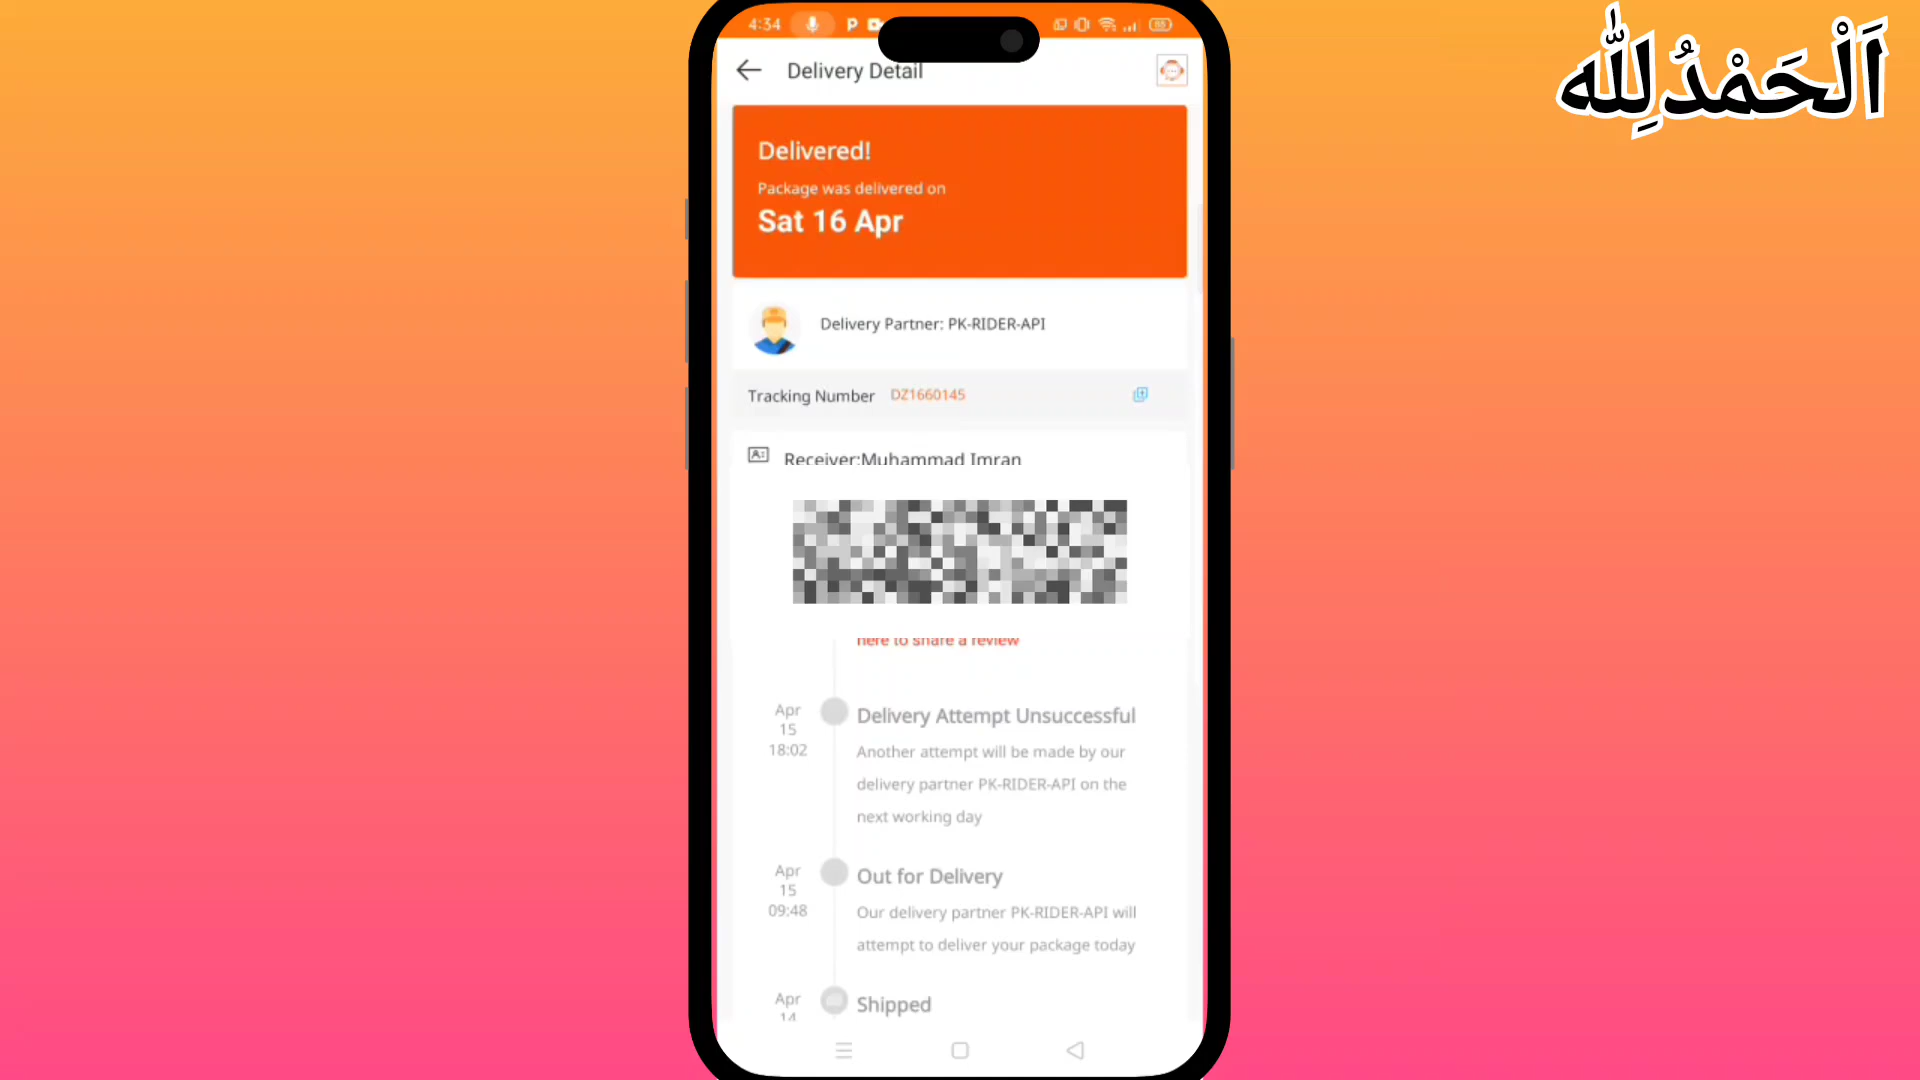 4:34
اَلْحَمْدُلِلّٰه
Delivery Detail
Delivered!
Package was delivered on
Sat 16 Apr
Delivery Partner: PK-RIDER-API
Tracking Number DZ1660145
Receiver:Muhammad Imran
here to share a review
Apr 15 18:02
Delivery Attempt Unsuccessful
Another attempt will be made by our
delivery partner PK-RIDER-API on the
next working day
Apr 15 09:48
Out for Delivery
Our delivery partner PK-RIDER-API will
attempt to deliver your package today
Apr 14
Shipped